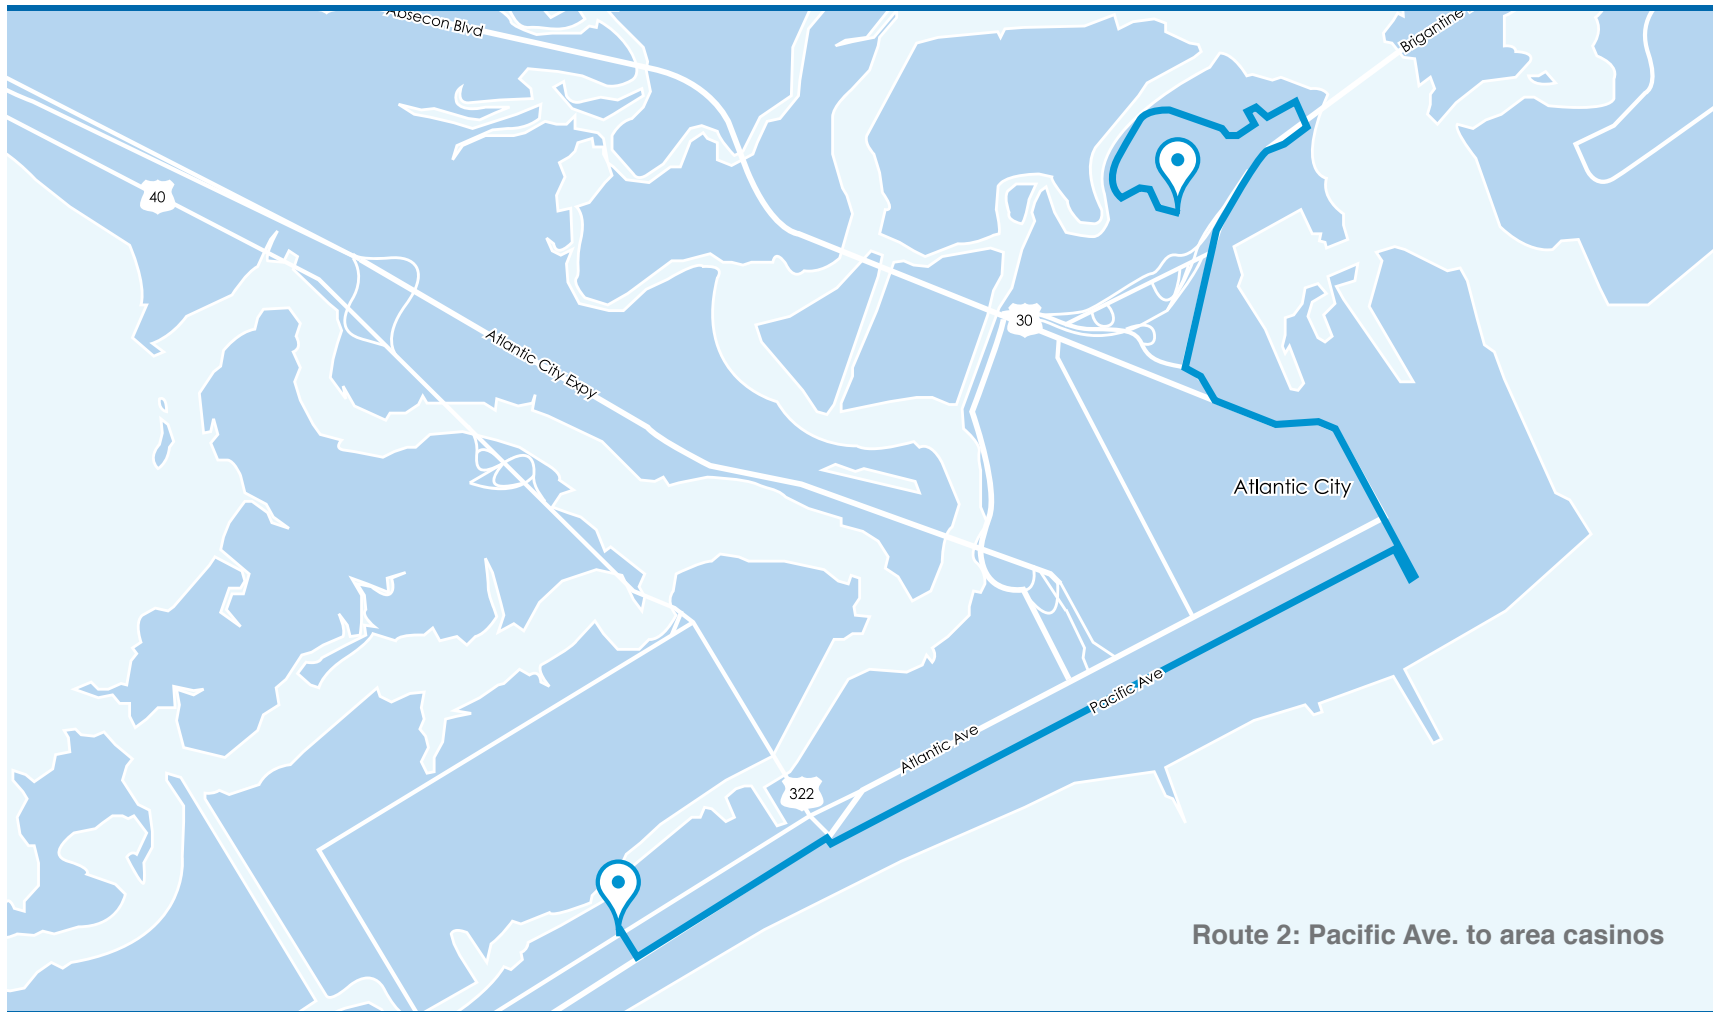 Absecon Blvd
Brigantine
40
30
Atlantic City Expy
Atlantic City
Pacific Ave
Atlantic Ave
322
Route 2: Pacific Ave. to area casinos